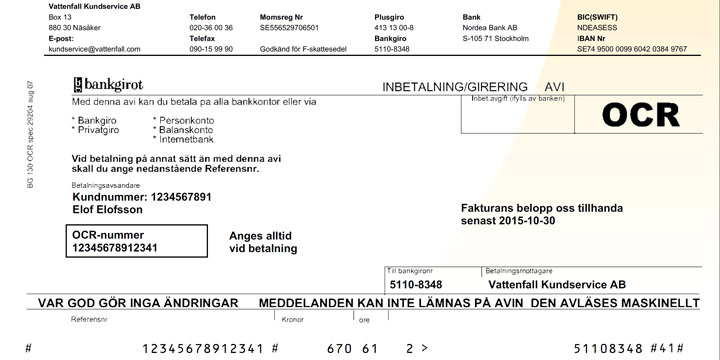 Vattenfall Kundservice AB
Box 13 Telefon Momsreg Nr Plusgiro Bank BIC(SWIFT)
880 30 Näsåker 020-36 00 36 SE556529706501 413 13 00-8 Nordea Bank AB NDEASESS
E-post: Telefax Bankgiro S-105 71 Stockholm IBAN Nr
kundservice@vattenfall.com 090-15 99 90 Godkänd för F-skattesedel 5110-8348 SE74 9500 0099 6042 0384 9767
bankgirot INBETALNING/GIRERING AVI
Med denna avi kan du betala pa alla bankkontor eller via Inbet.avgift (ifylls av banken) OCR
* Bankgiro * Personkonto
* Privatgiro * Balanskonto
* Internetbank
Vid betalning på annat sätt än med denna avi
skall du ange nedanstående Referensnr.
BG 130-OCR spec 29204 aug 07
Betalningsavsandare
Kundnummer: 1234567891
Elof Elofsson
Fakturans belopp oss tillhanda
senast 2015-10-30
OCR-nummer Anges alltid
12345678912341 vid betalning
Till bankgironr Betalningsmottagare
5110-8348 Vattenfall Kundservice AB
VAR GOD GÖR INGA ÄNDRINGAR MEDDELANDEN KAN INTE LÄMNAS PÅ AVIN DEN AVLÄSES MASKINELLT
Referensnr Kronor ore
# 12345678912341 # 670 61 2 > 51108348 #41#